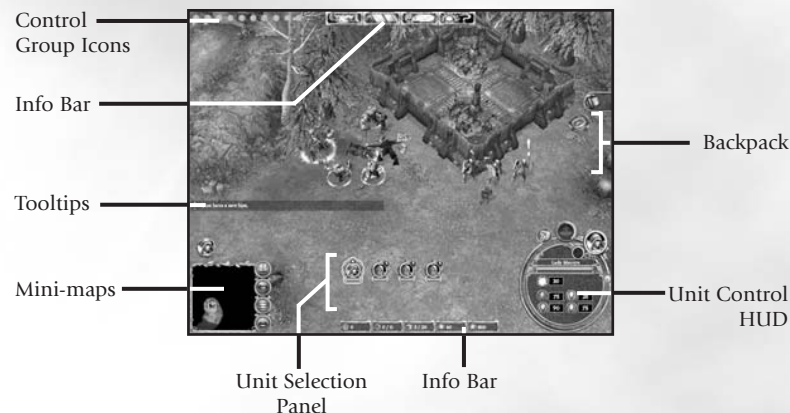 Control
Group Icons
Info Bar
Backpack
Tooltips
Mini-maps
Unit Control
HUD
Unit Selection
Panel
Info Bar